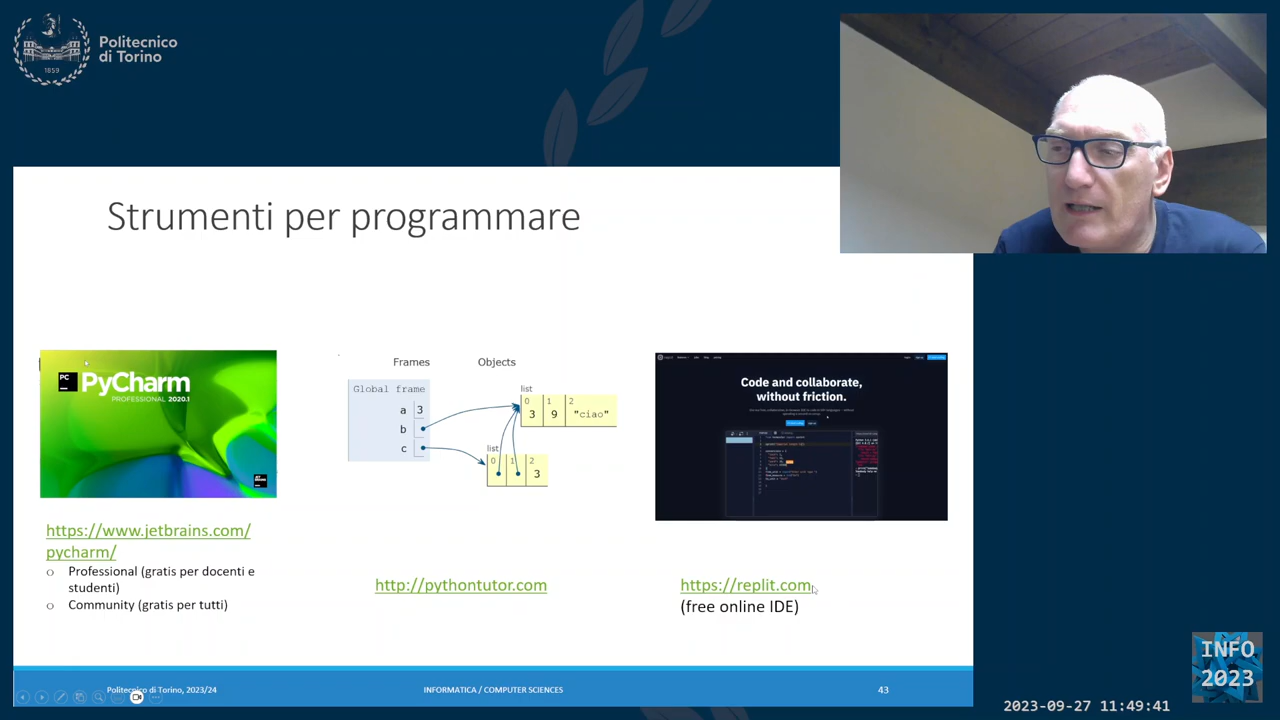 Politecnico
di Torino
1859
Strumenti per programmare
PC
PyCharm
PROFESSIONAL 2020.1
Frames
Objects
Global frame
a 3
b
c
list
0 1 2
3 9 "ciao"
list
0 1 2
3
Code and collaborate,
without friction.
https://www.jetbrains.com/
pycharm/
o Professional (gratis per docenti e
studenti)
o Community (gratis per tutti)
http://pythontutor.com
https://replit.com
(free online IDE)
Politecnico di Torino, 2023/24
INFORMATICA / COMPUTER SCIENCES
43
INFO
2023
2023-09-27 11:49:41